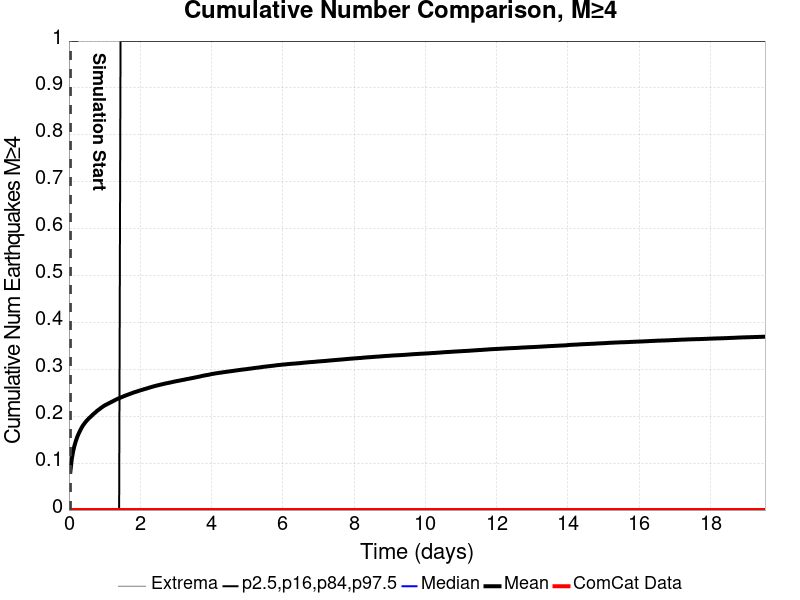 Cumulative Number Comparison, M≥4
Cumulative Num Earthquakes M≥4
1
0.9
0.8
0.7
0.6
0.5
0.4
0.3
0.2
0.1
0
Simulation Start
0 2 4 6 8 10 12 14 16 18
Time (days)
Extrema p2.5,p16,p84,p97.5 Median Mean ComCat Data